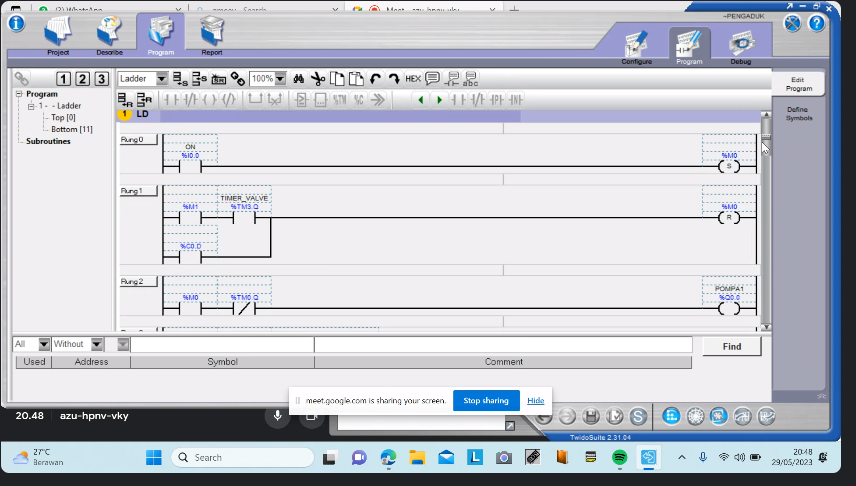 (2) WhatsApp
Search
Meet - azu-hpnv-vky
~PENGADUK
Project
Describe
Program
Report
Configure
Program
Debug
1 2 3
Ladder
100%
HEX
abc
Edit
Program
Define
Symbols
Program
1 - - Ladder
Top [0]
Bottom [11]
Subroutines
1 LD
Rung 0
ON
%I0.0
%M0
S
Rung 1
TIMER_VALVE
%M1
%TM3.Q
%M0
R
%C0.D
Rung 2
POMPA1
%M0
%TM0.Q
%Q0.0
All
Without
Find
Used
Address
Symbol
Comment
meet.google.com is sharing your screen.
Stop sharing
Hide
20.48 azu-hpnv-vky
TwidoSuite 2.31.04
27°C
Berawan
Search
20:48
29/05/2023